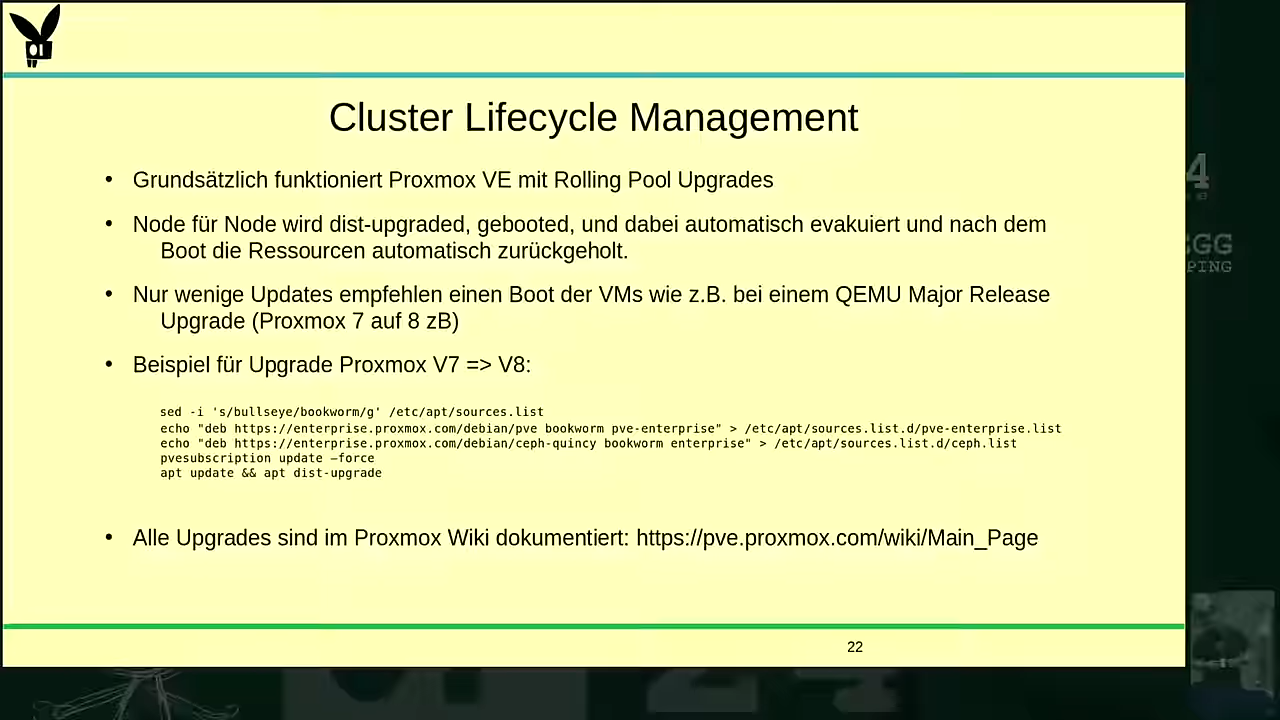 Cluster Lifecycle Management
• Grundsätzlich funktioniert Proxmox VE mit Rolling Pool Upgrades
• Node für Node wird dist-upgraded, gebooted, und dabei automatisch evakuiert und nach dem
Boot die Ressourcen automatisch zurückgeholt.
• Nur wenige Updates empfehlen einen Boot der VMs wie z.B. bei einem QEMU Major Release
Upgrade (Proxmox 7 auf 8 zB)
• Beispiel für Upgrade Proxmox V7 => V8:
sed -i 's/bullseye/bookworm/g' /etc/apt/sources.list
echo "deb https://enterprise.proxmox.com/debian/pve bookworm pve-enterprise" > /etc/apt/sources.list.d/pve-enterprise.list
echo "deb https://enterprise.proxmox.com/debian/ceph-quincy bookworm enterprise" > /etc/apt/sources.list.d/ceph.list
pvesubscription update –force
apt update && apt dist-upgrade
• Alle Upgrades sind im Proxmox Wiki dokumentiert: https://pve.proxmox.com/wiki/Main_Page
22
4
EGG
PING